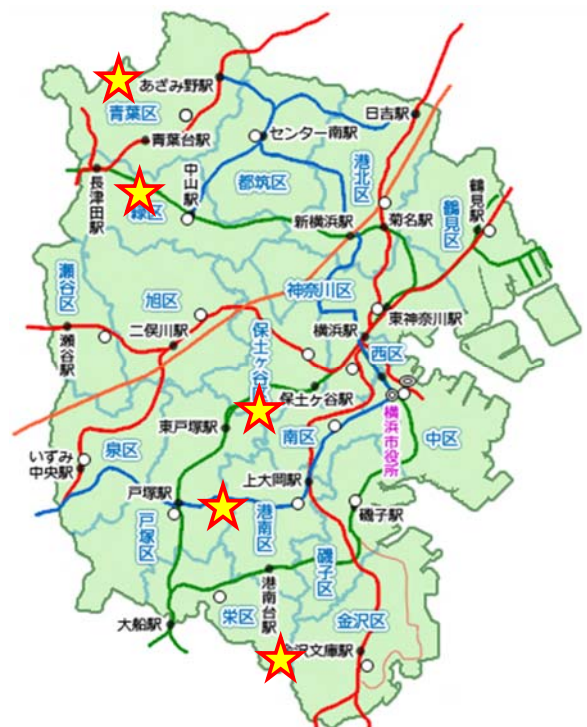 あざみ野駅
青葉区
日吉駅
青葉台駅
センター南駅
港北区
長津田駅
緑区
中山駅
都筑区
新横浜駅
菊名駅
鶴見区
鶴見駅
瀬谷区
旭区
神奈川区
瀬谷駅
二俣川駅
保土ヶ谷
横浜駅
東神奈川駅
西区
保土ヶ谷駅
東戸塚駅
南区
横浜市役所
中区
泉区
いずみ
中央駅
上大岡駅
戸塚駅
港南区
磯子駅
戸塚区
磯子区
港南台駅
栄区
大船駅
金沢区
沢文庫駅